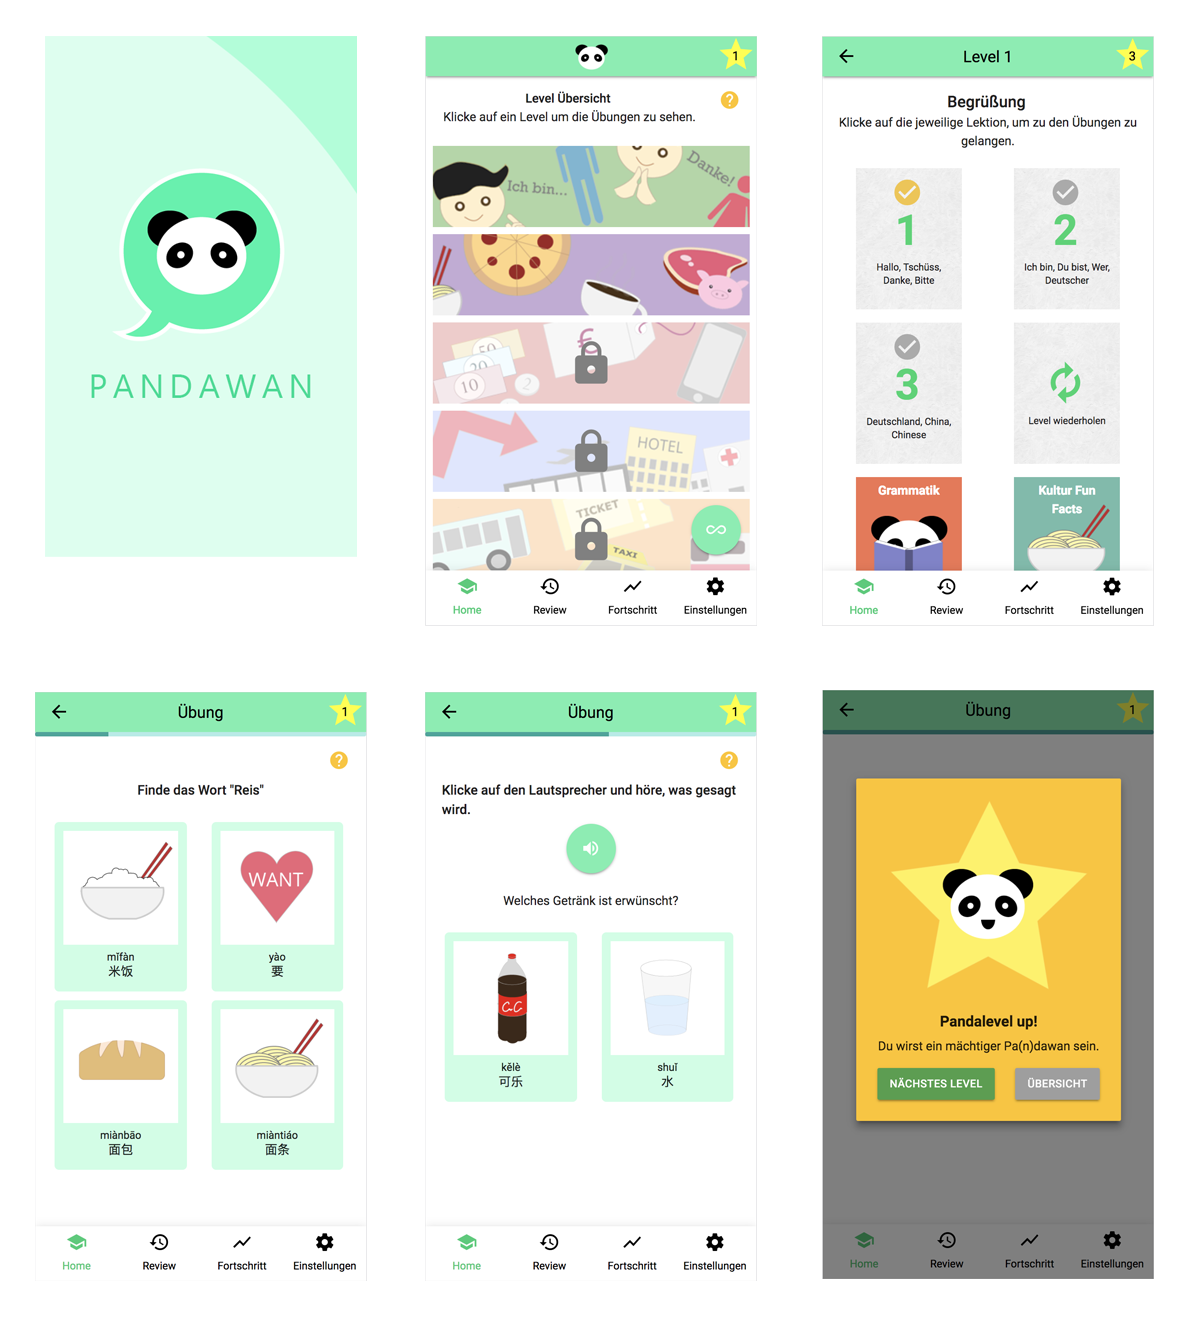 PANDAWAN
1
Level Übersicht
Klicke auf ein Level um die Übungen zu sehen.
?
Ich bin...
Danke!
50
20
10
2
£
HOTEL
TICKET
TAXI
Home
Review
Fortschritt
Einstellungen
Level 1
3
Begrüßung
Klicke auf die jeweilige Lektion, um zu den Übungen zu
gelangen.
1
Hallo, Tschüss,
Danke, Bitte
2
Ich bin, Du bist, Wer,
Deutscher
3
Deutschland, China,
Chinese
Level wiederholen
Grammatik
Kultur Fun
Facts
Home
Review
Fortschritt
Einstellungen
Übung
1
?
Finde das Wort "Reis"
mĭfàn
米饭
WANT
yào
要
miànbāo
面包
miàntiáo
面条
Home
Review
Fortschritt
Einstellungen
Übung
1
?
Klicke auf den Lautsprecher und höre, was gesagt
wird.
Welches Getränk ist erwünscht?
C.C.
kělè
可乐
shuĭ
水
Home
Review
Fortschritt
Einstellungen
Übung
1
Pandalevel up!
Du wirst ein mächtiger Pa(n)dawan sein.
NÄCHSTES LEVEL
ÜBERSICHT
Home
Review
Fortschritt
Einstellungen